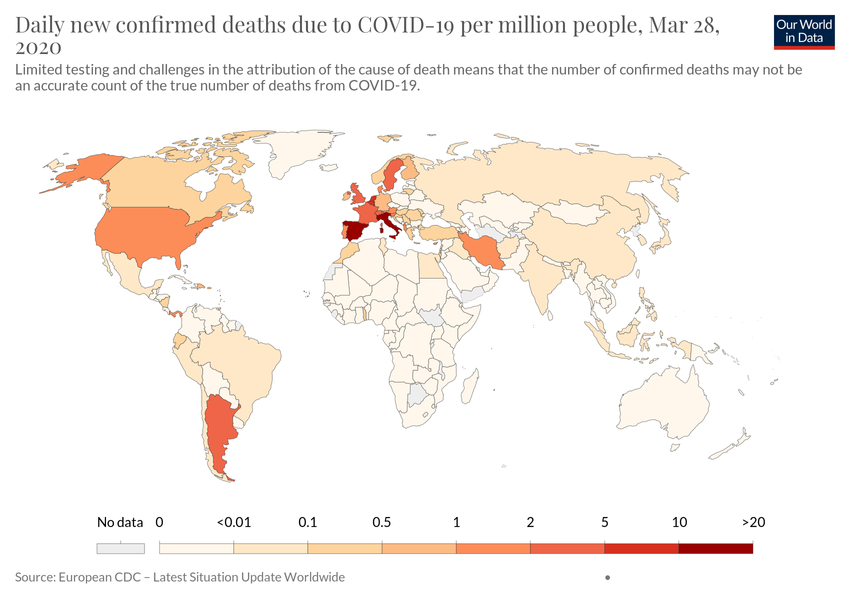 Daily new confirmed deaths due to COVID-19 per million people, Mar 28,
2020
Our World
in Data
Limited testing and challenges in the attribution of the cause of death means that the number of confirmed deaths may not be
an accurate count of the true number of deaths from COVID-19.
No data 0 <0.01 0.1 0.5 1 2 5 10 >20
Source: European CDC – Latest Situation Update Worldwide